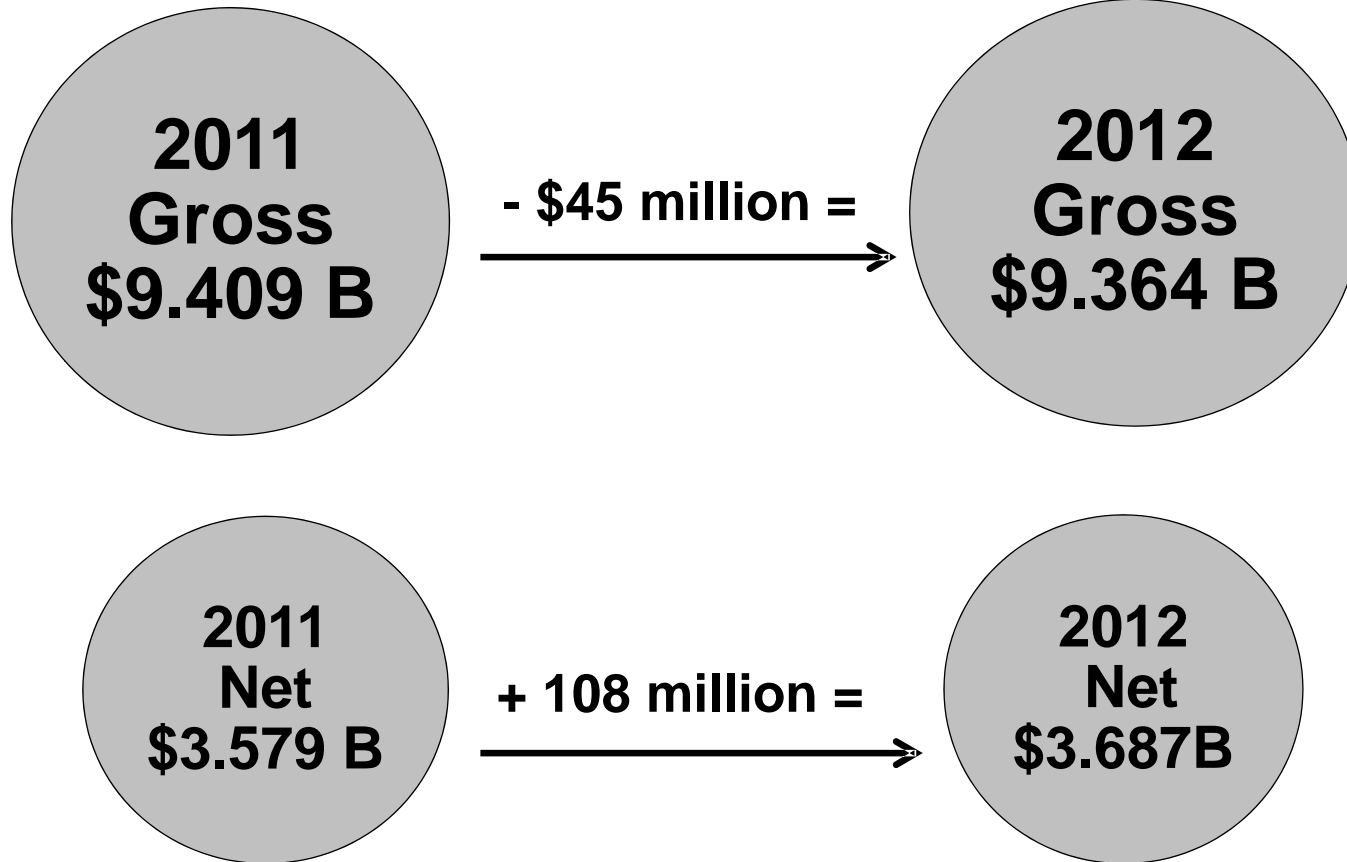 2011
Gross
$9.409 B
- $45 million =
2012
Gross
$9.364 B
2011
Net
$3.579 B
+ 108 million =
2012
Net
$3.687B